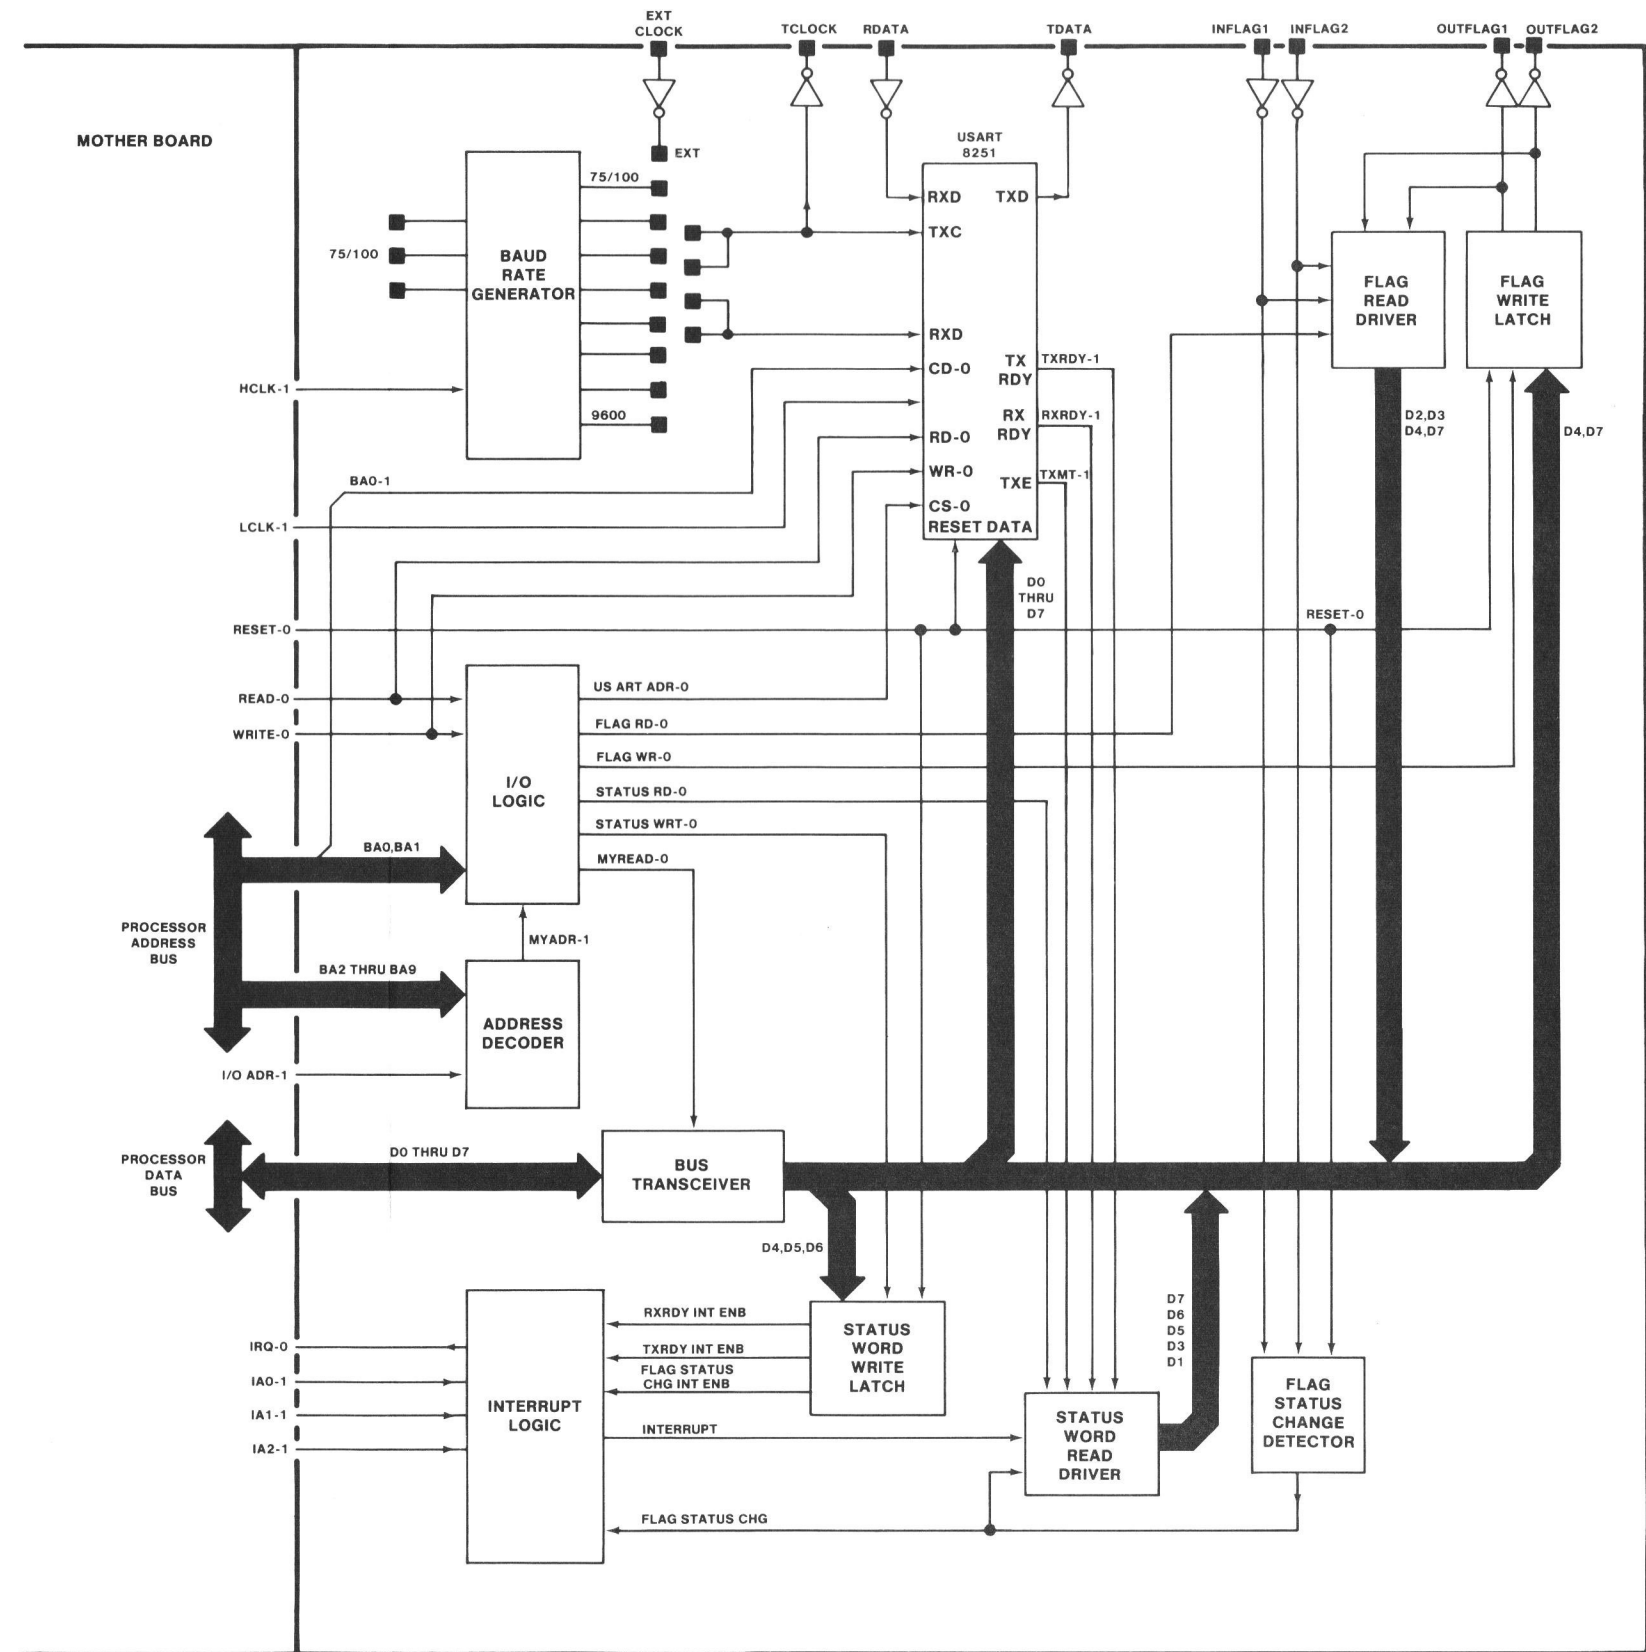 EXT
CLOCK
TCLOCK
RDATA
TDATA
INFLAG1
INFLAG2
OUTFLAG1
OUTFLAG2
MOTHER BOARD
EXT
USART
8251
75/100
RXD
TXD
TXC
75/100
BAUD
RATE
GENERATOR
FLAG
READ
DRIVER
FLAG
WRITE
LATCH
RXD
TX
RDY
TXRDY-1
CD-0
HCLK-1
9600
RX
RDY
RXRDY-1
D2,D3
D4,D7
D4,D7
RD-0
WR-0
TXE
TXMT-1
BA0-1
CS-0
LCLK-1
RESET DATA
D0
THRU
D7
RESET-0
RESET-0
READ-0
US ART ADR-0
WRITE-0
FLAG RD-0
FLAG WR-0
I/O
LOGIC
STATUS RD-0
STATUS WRT-0
BA0,BA1
MYREAD-0
PROCESSOR
ADDRESS
BUS
MYADR-1
BA2 THRU BA9
ADDRESS
DECODER
I/O ADR-1
PROCESSOR
DATA
BUS
D0 THRU D7
BUS
TRANSCEIVER
D4,D5,D6
D7
D6
D5
D3
D1
RXRDY INT ENB
STATUS
WORD
WRITE
LATCH
IRQ-0
TXRDY INT ENB
FLAG STATUS
CHG INT ENB
IA0-1
IA1-1
IA2-1
INTERRUPT
LOGIC
INTERRUPT
STATUS
WORD
READ
DRIVER
FLAG
STATUS
CHANGE
DETECTOR
FLAG STATUS CHG